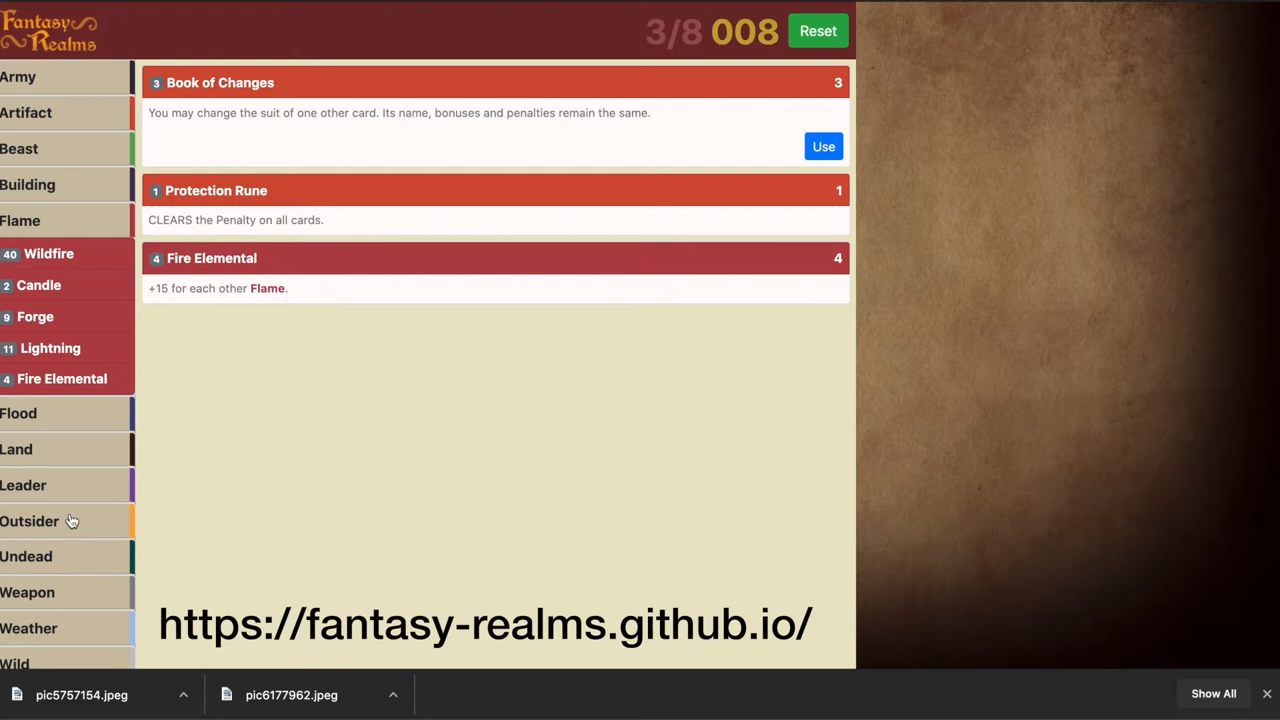 Fantasy
Realms
3/8 008 Reset
Army
Artifact
Beast
Building
Flame
40 Wildfire
2 Candle
9 Forge
11 Lightning
4 Fire Elemental
Flood
Land
Leader
Outsider
Undead
Weapon
Weather
Wild
3 Book of Changes 3
You may change the suit of one other card. Its name, bonuses and penalties remain the same.
Use
1 Protection Rune 1
CLEARS the Penalty on all cards.
4 Fire Elemental 4
+15 for each other Flame.
https://fantasy-realms.github.io/
pic5757154.jpeg
pic6177962.jpeg
Show All